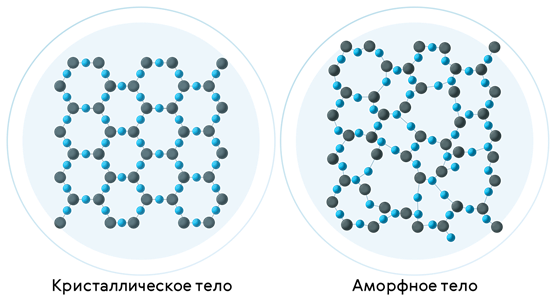 Кристаллическое тело
Аморфное тело